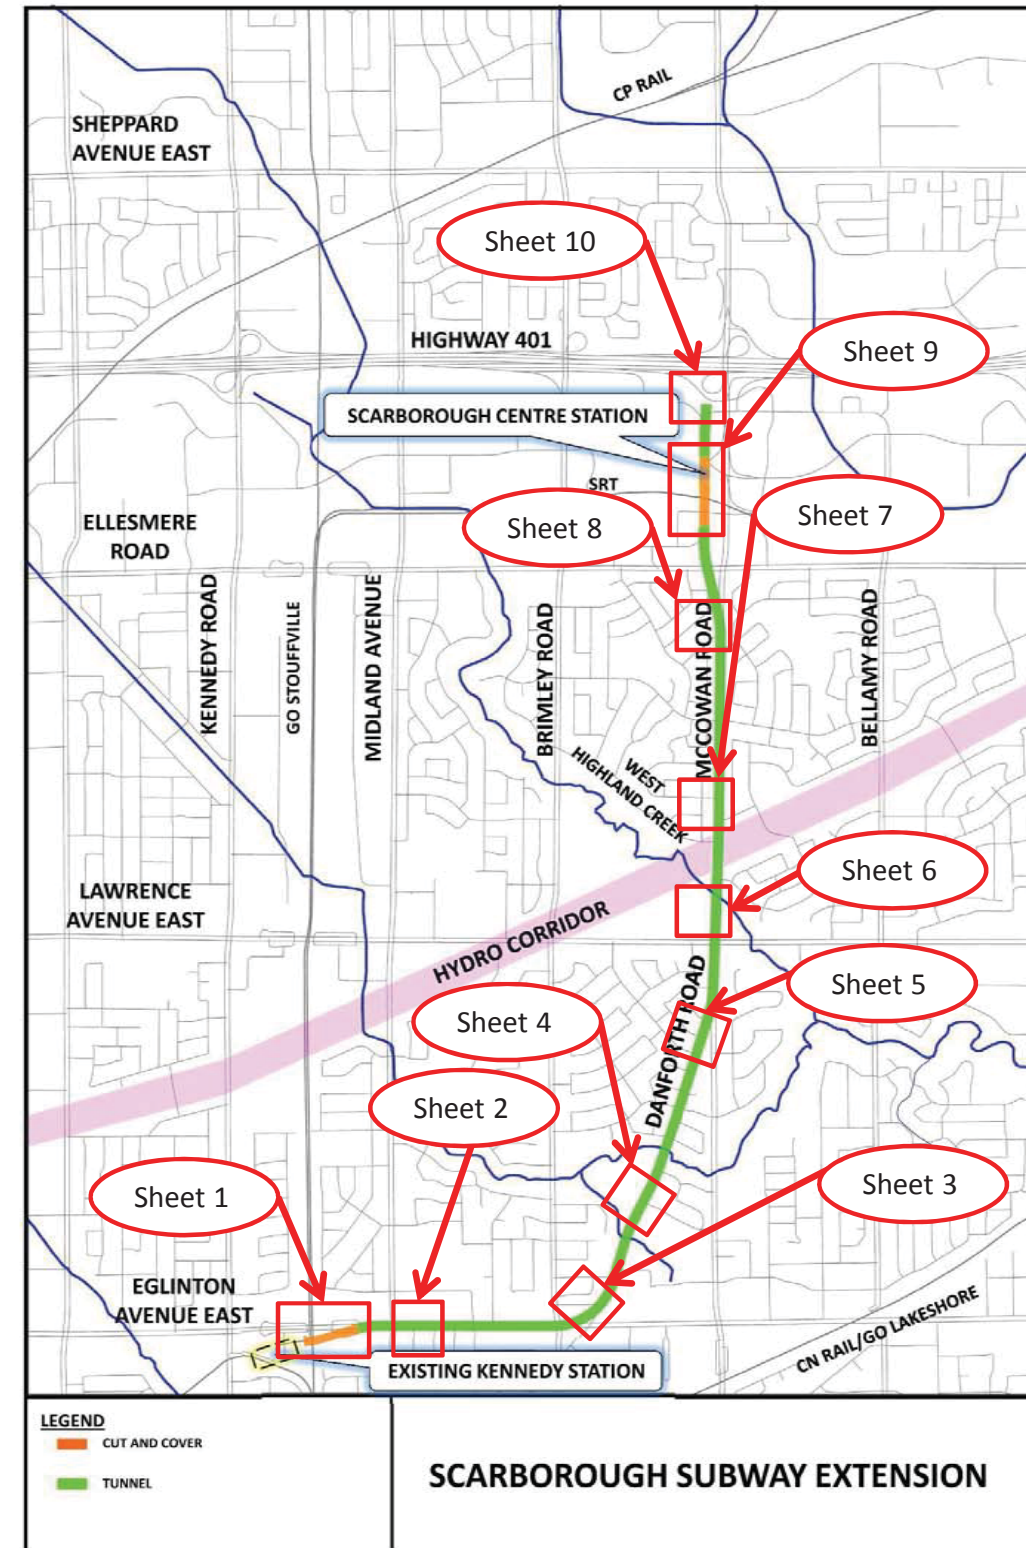 CP RAIL
SHEPPARD
AVENUE EAST
Sheet 10
HIGHWAY 401
Sheet 9
SCARBOROUGH CENTRE STATION
SRT
Sheet 7
Sheet 8
ELLESMERE
ROAD
KENNEDY ROAD
GO STOUFFVILLE
MIDLAND AVENUE
BRIMLEY ROAD
MCCOWAN ROAD
BELLAMY ROAD
WEST
HIGHLAND CREEK
Sheet 6
LAWRENCE
AVENUE EAST
HYDRO CORRIDOR
Sheet 5
Sheet 4
DANFORTH ROAD
Sheet 2
Sheet 1
Sheet 3
EGLINTON
AVENUE EAST
CN RAIL/GO LAKESHORE
EXISTING KENNEDY STATION
LEGEND
CUT AND COVER
TUNNEL
SCARBOROUGH SUBWAY EXTENSION